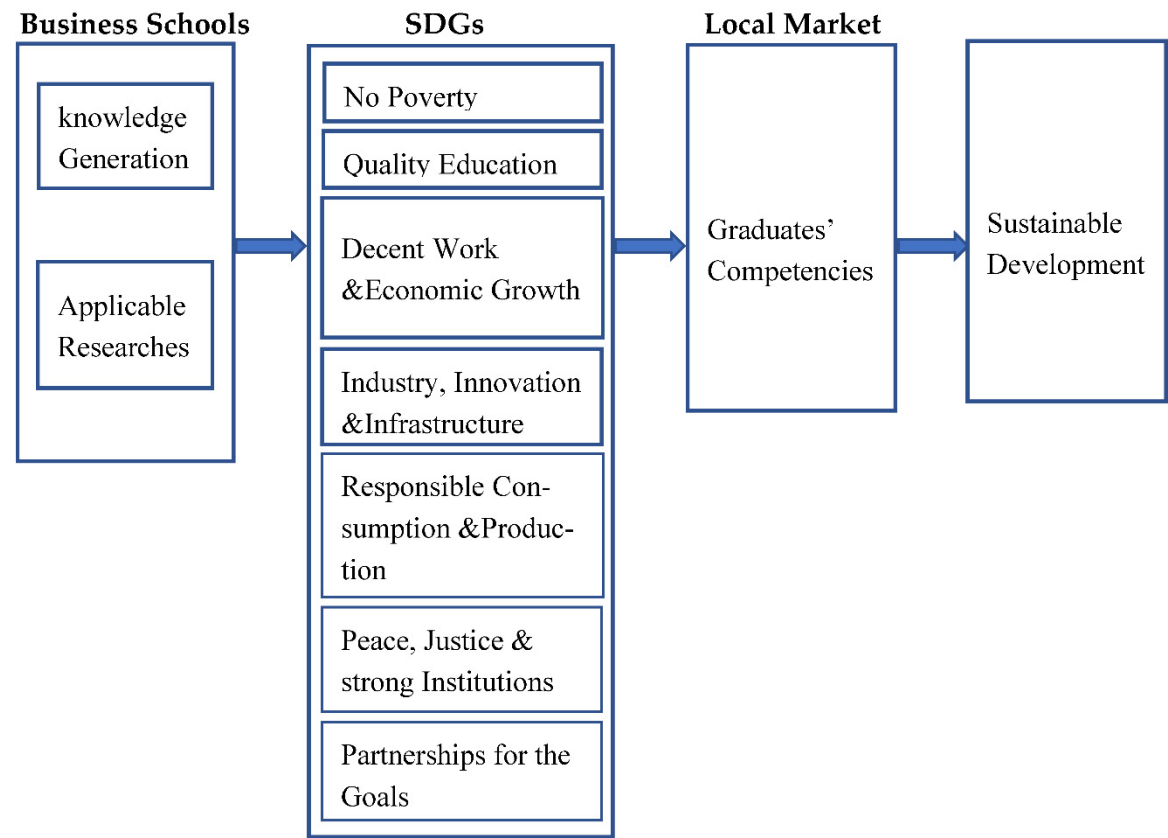 Business Schools
knowledge
Generation
Applicable
Researches
SDGs
No Poverty
Quality Education
Decent Work
&Economic Growth
Industry, Innovation
&Infrastructure
Responsible Con-
sumption &Produc-
tion
Peace, Justice &
strong Institutions
Partnerships for the
Goals
Local Market
Graduates’
Competencies
Sustainable
Development